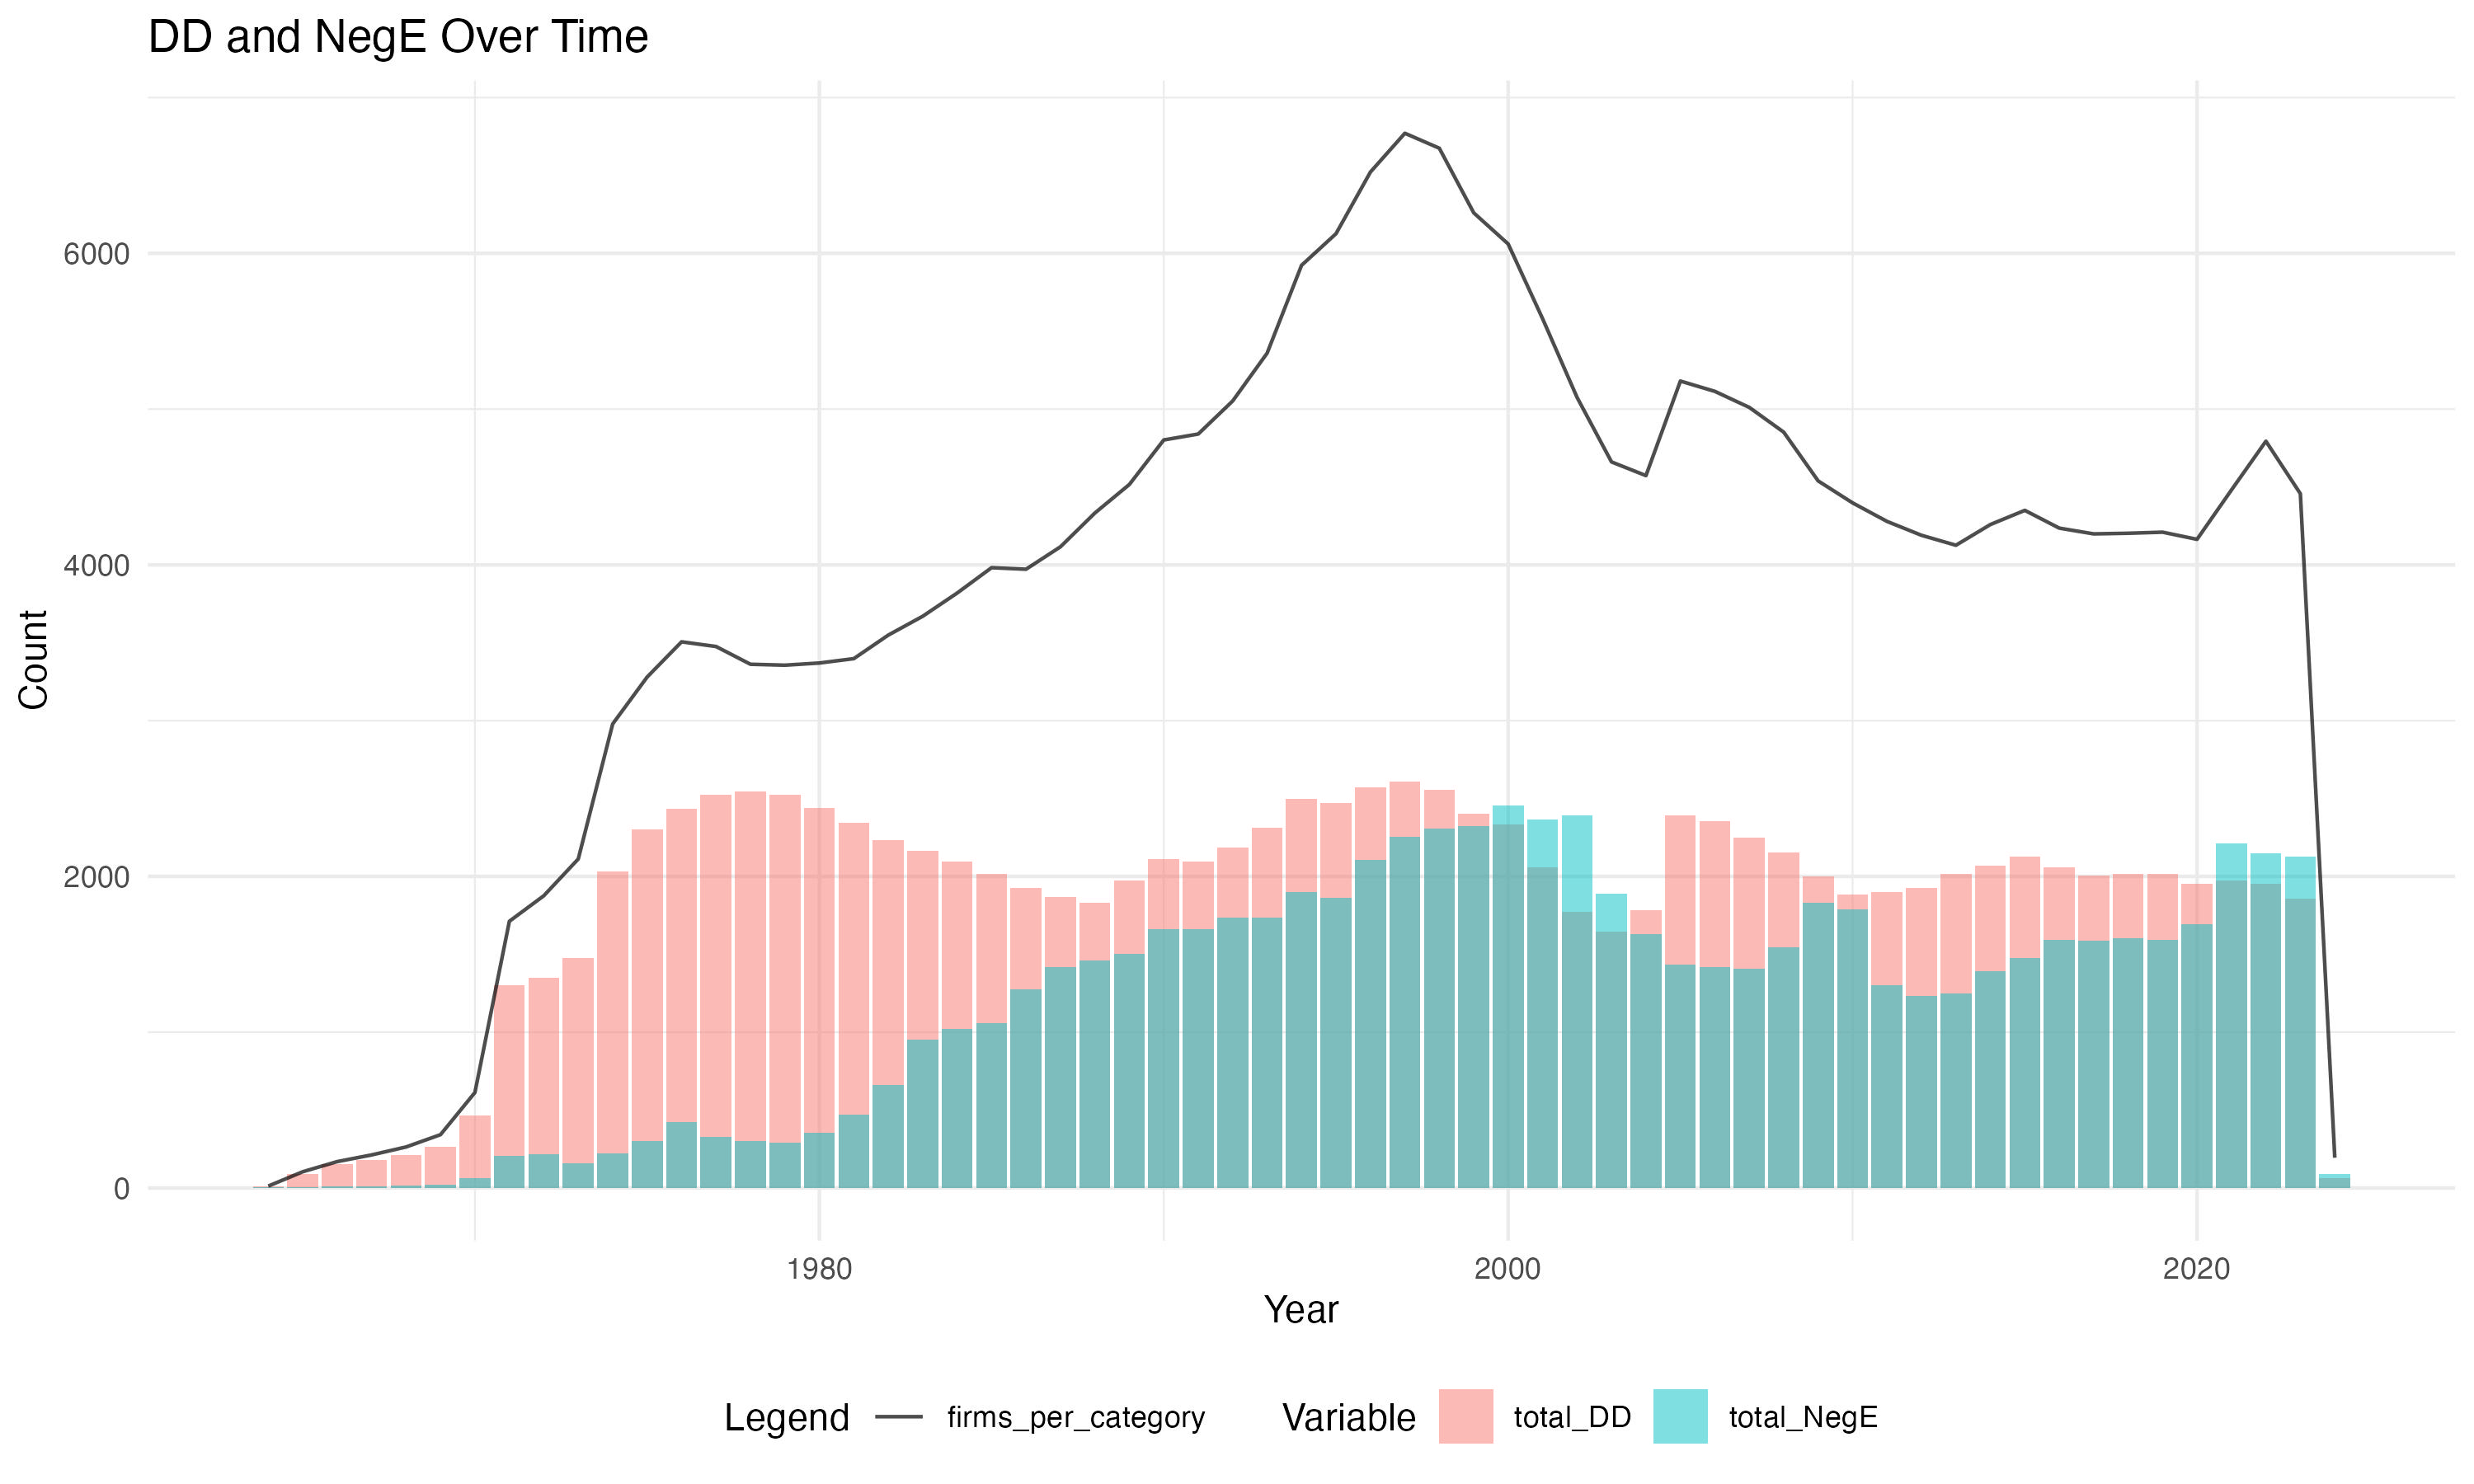 DD and NegE Over Time
Count
6000
4000
2000
0
1980 2000 2020
Year
Legend firms_per_category Variable total_DD total_NegE